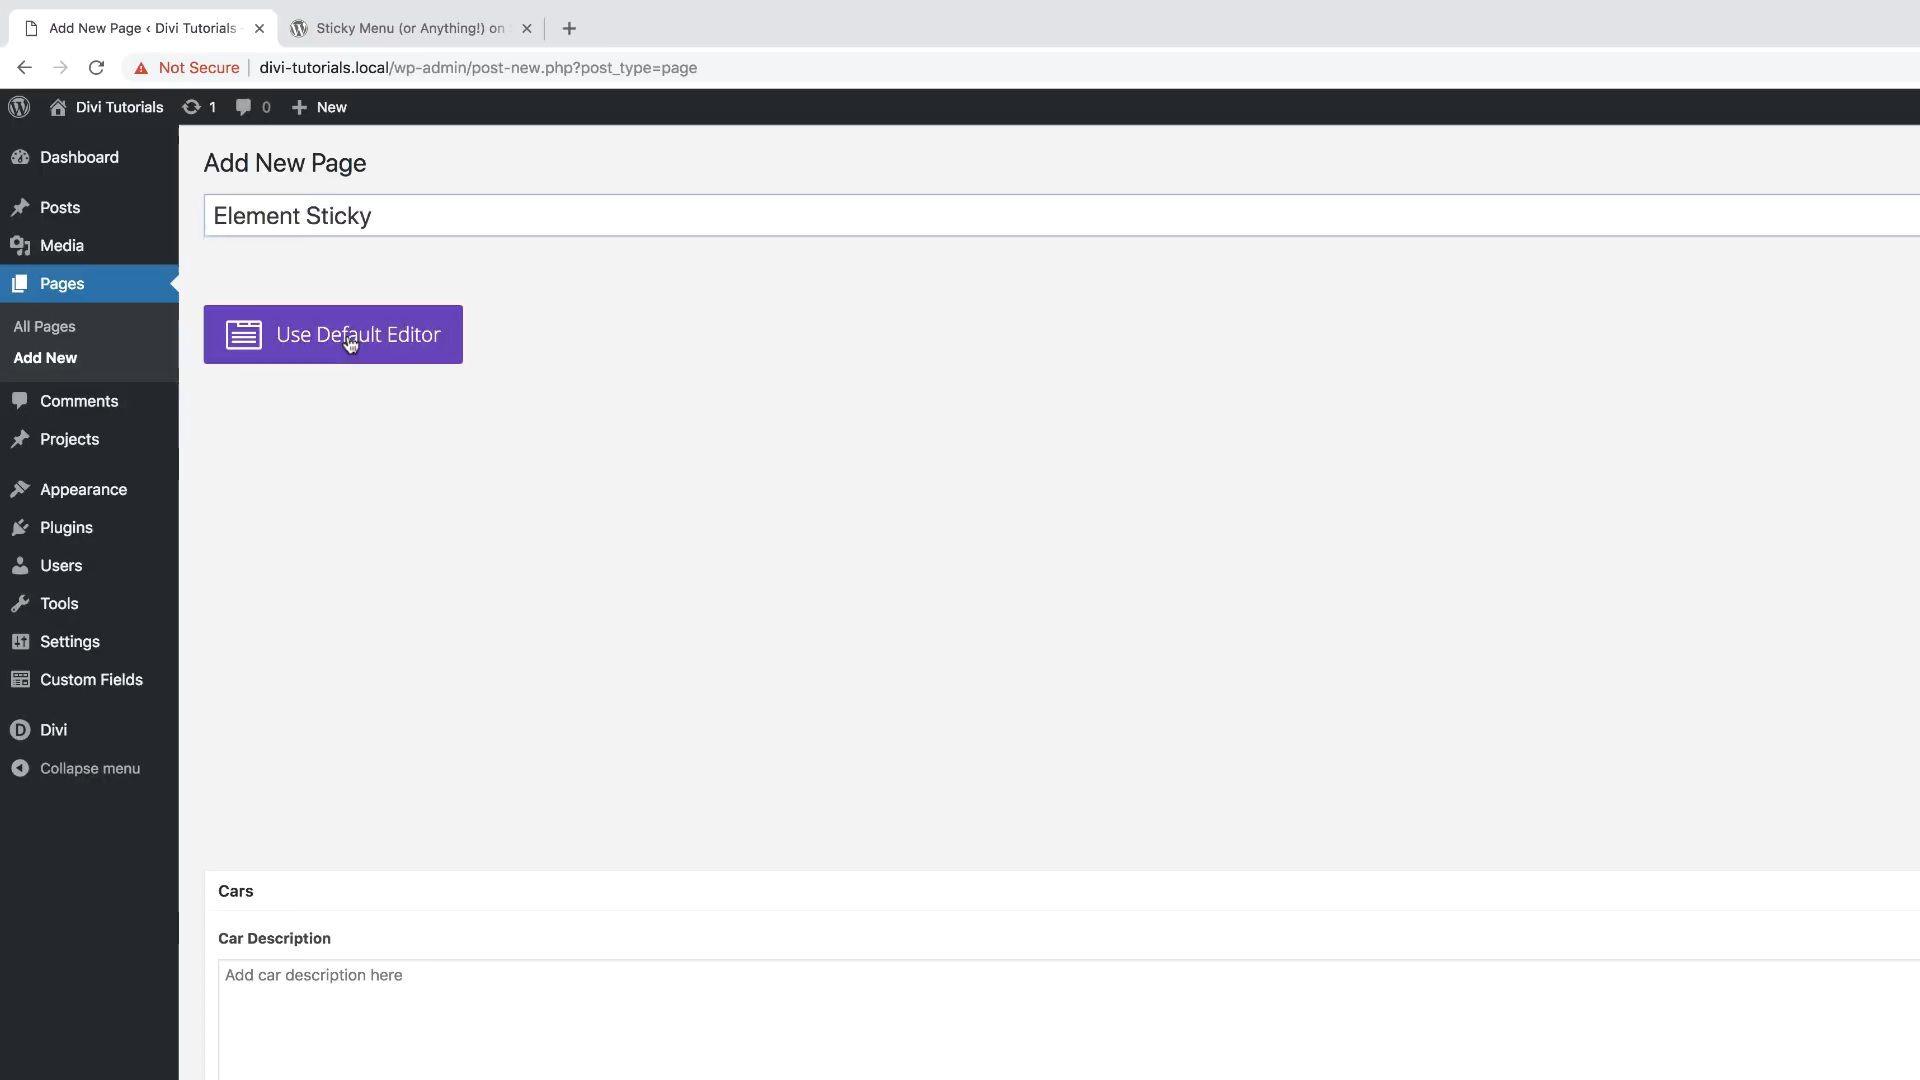 Add New Page ‹ Divi Tutorials
Sticky Menu (or Anything!) on
Not Secure
divi-tutorials.local/wp-admin/post-new.php?post_type=page
Divi Tutorials
1
0
New
Dashboard
Posts
Media
Pages
All Pages
Add New
Comments
Projects
Appearance
Plugins
Users
Tools
Settings
Custom Fields
Divi
Collapse menu
Add New Page
Element Sticky
Use Default Editor
Cars
Car Description
Add car description here